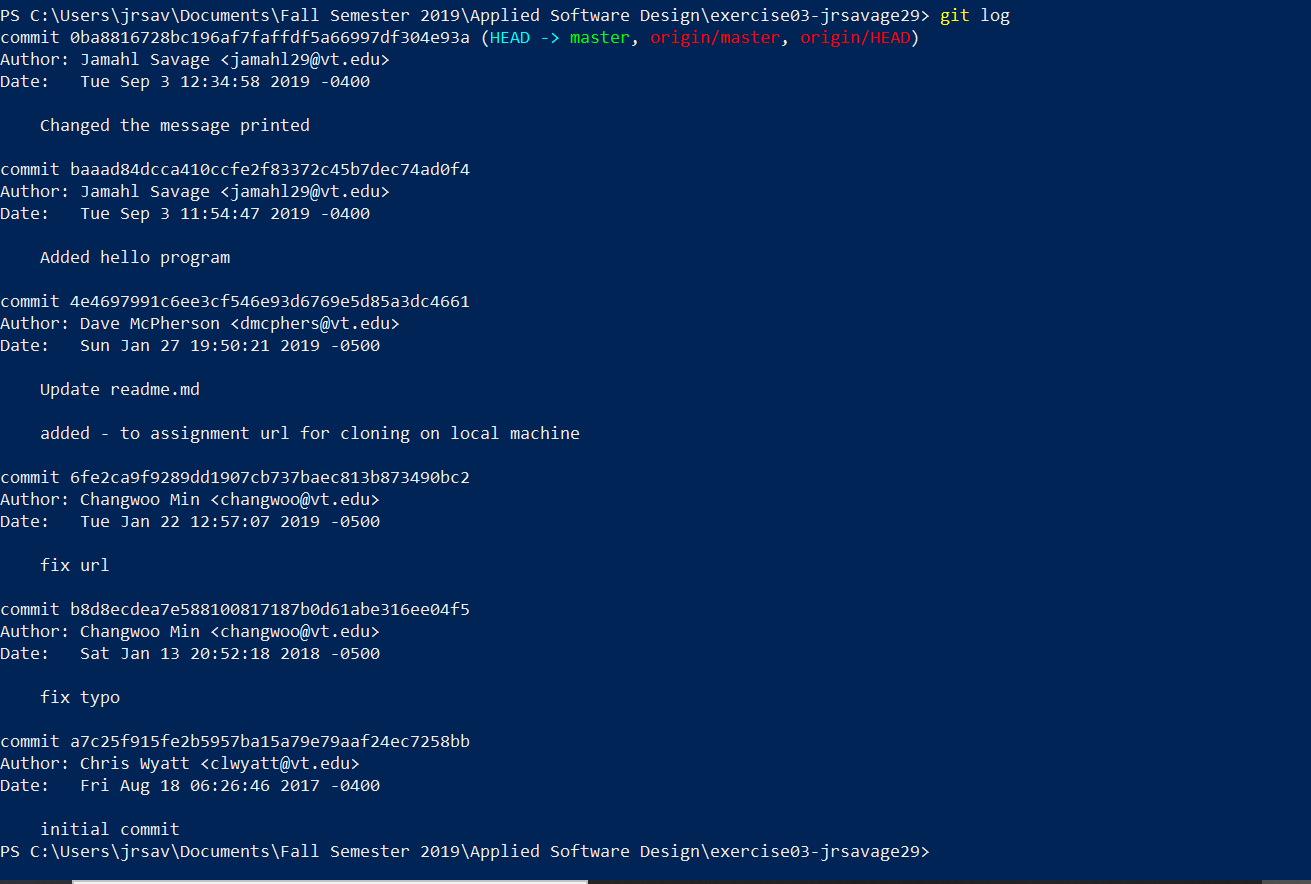 PS C:\Users\jrsav\Documents\Fall Semester 2019\Applied Software Design\exercise03-jrsavage29> git log
commit 0ba8816728bc196af7faffdf5a66997df304e93a (HEAD -> master, origin/master, origin/HEAD)
Author: Jamahl Savage <jamahl29@vt.edu>
Date:   Tue Sep 3 12:34:58 2019 -0400

    Changed the message printed

commit baaad84dcca410ccfe2f83372c45b7dec74ad0f4
Author: Jamahl Savage <jamahl29@vt.edu>
Date:   Tue Sep 3 11:54:47 2019 -0400

    Added hello program

commit 4e4697991c6ee3cf546e93d6769e5d85a3dc4661
Author: Dave McPherson <dmcphers@vt.edu>
Date:   Sun Jan 27 19:50:21 2019 -0500

    Update readme.md

    added - to assignment url for cloning on local machine

commit 6fe2ca9f9289dd1907cb737baec813b873490bc2
Author: Changwoo Min <changwoo@vt.edu>
Date:   Tue Jan 22 12:57:07 2019 -0500

    fix url

commit b8d8ecdea7e588100817187b0d61abe316ee04f5
Author: Changwoo Min <changwoo@vt.edu>
Date:   Sat Jan 13 20:52:18 2018 -0500

    fix typo

commit a7c25f915fe2b5957ba15a79e79aaf24ec7258bb
Author: Chris Wyatt <clwyatt@vt.edu>
Date:   Fri Aug 18 06:26:46 2017 -0400

    initial commit
PS C:\Users\jrsav\Documents\Fall Semester 2019\Applied Software Design\exercise03-jrsavage29>